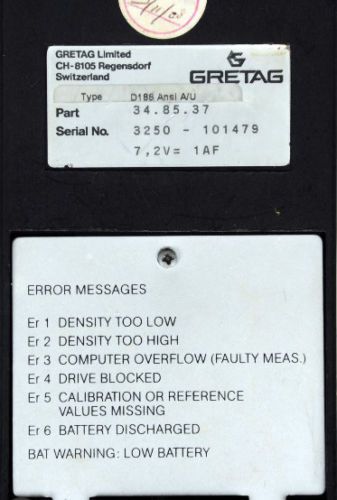 GRETAG Limited
CH-8105 Regensdorf
Switzerland
GRETAG
Type D186 Ansi A/U
Part 34.85.37
Serial No. 3250 - 101479
7,2V= 1AF
ERROR MESSAGES
Er 1 DENSITY TOO LOW
Er 2 DENSITY TOO HIGH
Er 3 COMPUTER OVERFLOW (FAULTY MEAS.)
Er 4 DRIVE BLOCKED
Er 5 CALIBRATION OR REFERENCE
VALUES MISSING
Er 6 BATTERY DISCHARGED
BAT WARNING: LOW BATTERY